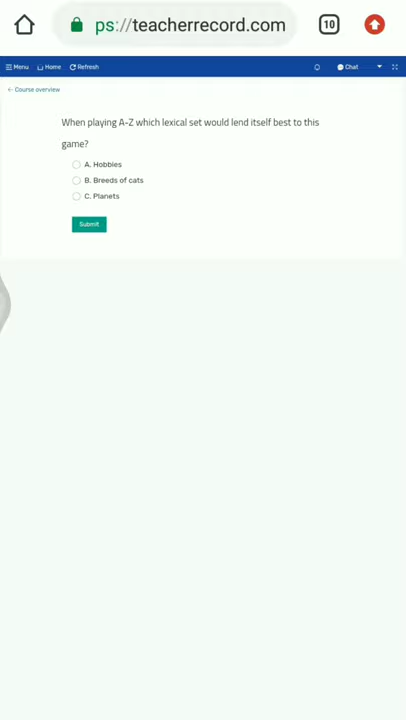 ps://teacherrecord.com
10
Menu Home Refresh Chat
← Course overview
When playing A-Z which lexical set would lend itself best to this
game?
A. Hobbies
B. Breeds of cats
C. Planets
Submit